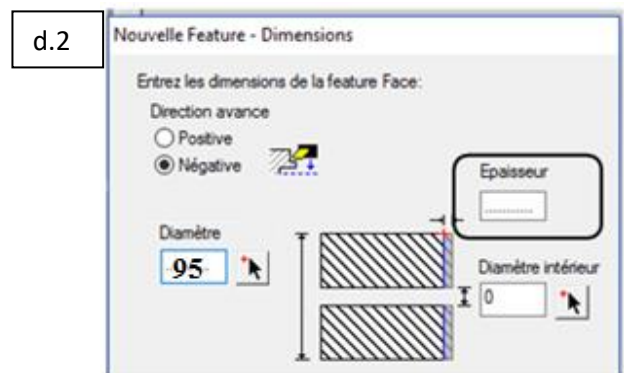 d.2
Nouvelle Feature - Dimensions
Entrez les dimensions de la feature Face:
Direction avance
Positive
Négative
Epaisseur
...........
Diamètre
95
Diamètre intérieur
0